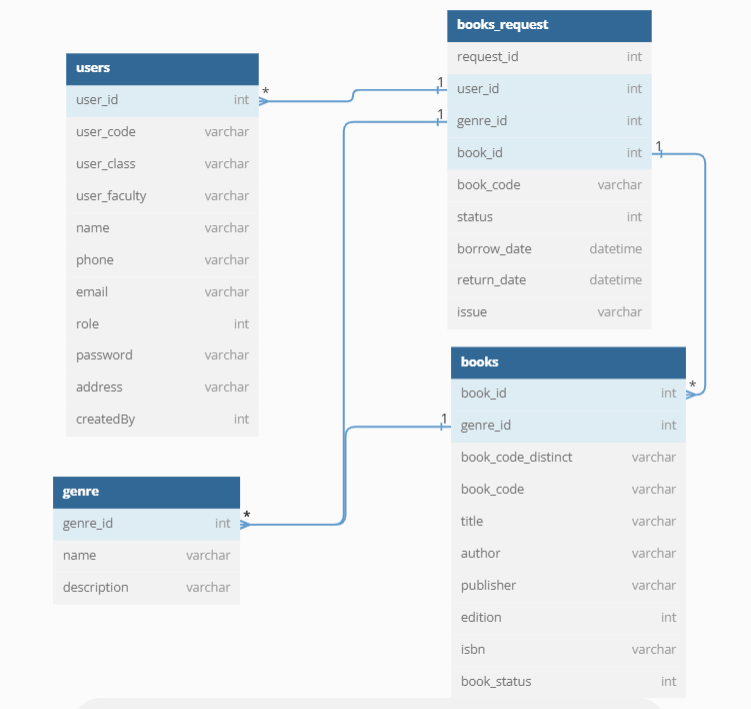 users
user_id int
user_code varchar
user_class varchar
user_faculty varchar
name varchar
phone varchar
email varchar
role int
password varchar
address varchar
createdBy int
*
1
1
books_request
request_id int
user_id int
genre_id int
book_id int
book_code varchar
status int
borrow_date datetime
return_date datetime
issue varchar
1
genre
genre_id int
name varchar
description varchar
*
1
books
book_id int
genre_id int
book_code_distinct varchar
book_code varchar
title varchar
author varchar
publisher varchar
edition int
isbn varchar
book_status int
*